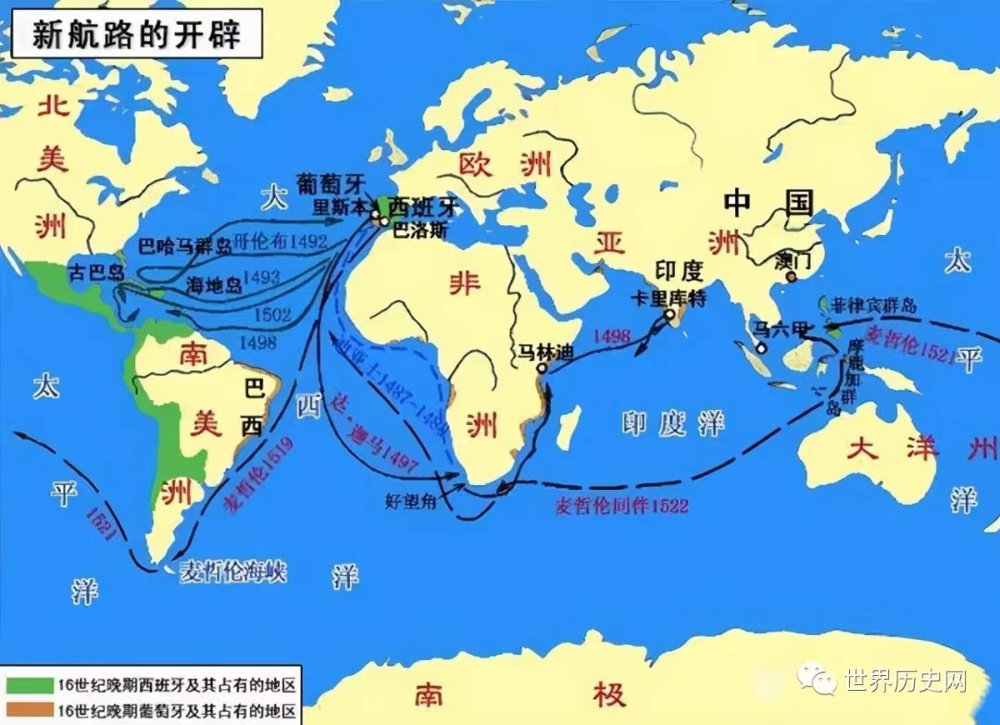 新航路的开辟
北美洲
大西洋
葡萄牙
里斯本
西班牙
巴洛斯
欧洲
亚洲
中国
澳门
太平洋
巴哈马群岛
哥伦布1492
古巴岛
海地岛
1493
1502
1498
非洲
印度
卡里库特
马六甲
菲律宾群岛
麦哲伦1521
摩鹿加群岛
马林迪
1498
南美洲
巴西
迪亚士1487-1488
达·迦马1497
麦哲伦1519
太平洋
1521
麦哲伦海峡
好望角
印度洋
麦哲伦同伴1522
大洋州
南极
16世纪晚期西班牙及其占有的地区
16世纪晚期葡萄牙及其占有的地区
世界历史网